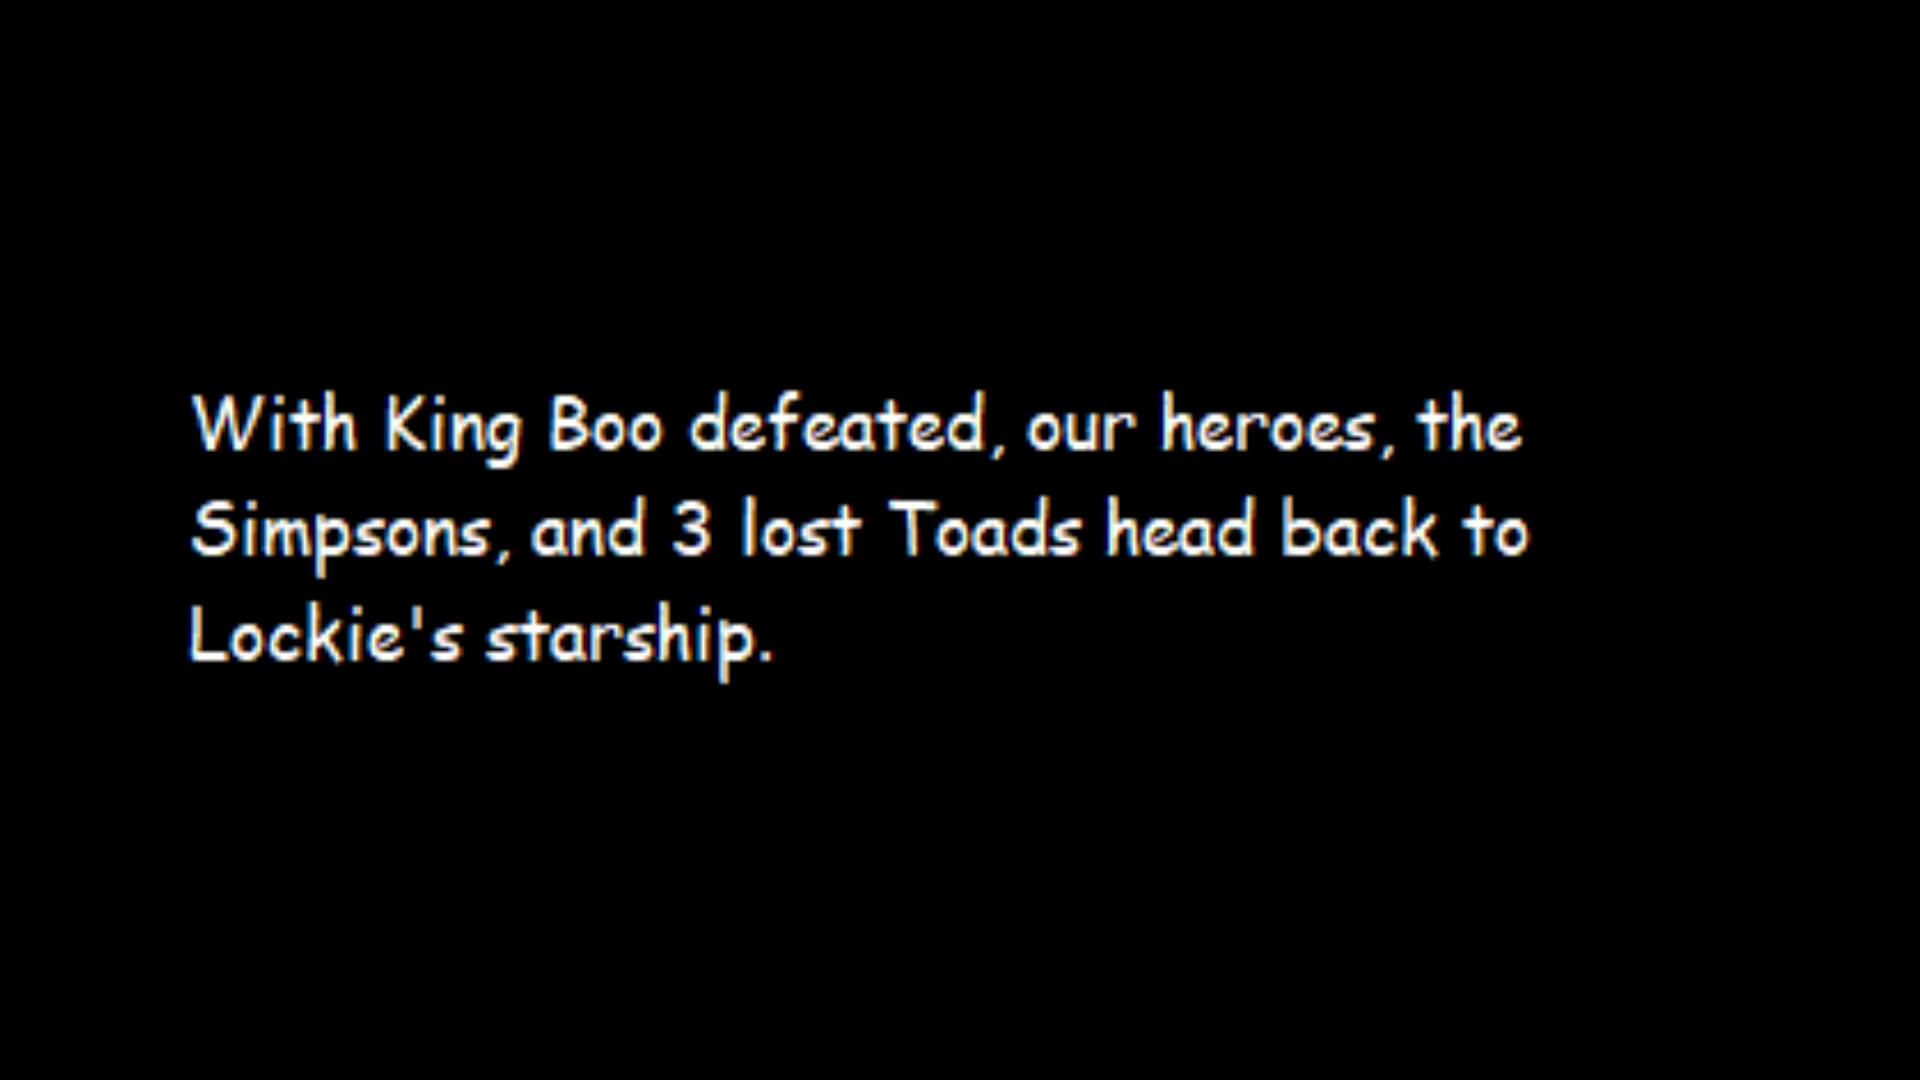 With King Boo defeated, our heroes, the
Simpsons, and 3 lost Toads head back to
Lockie's starship.